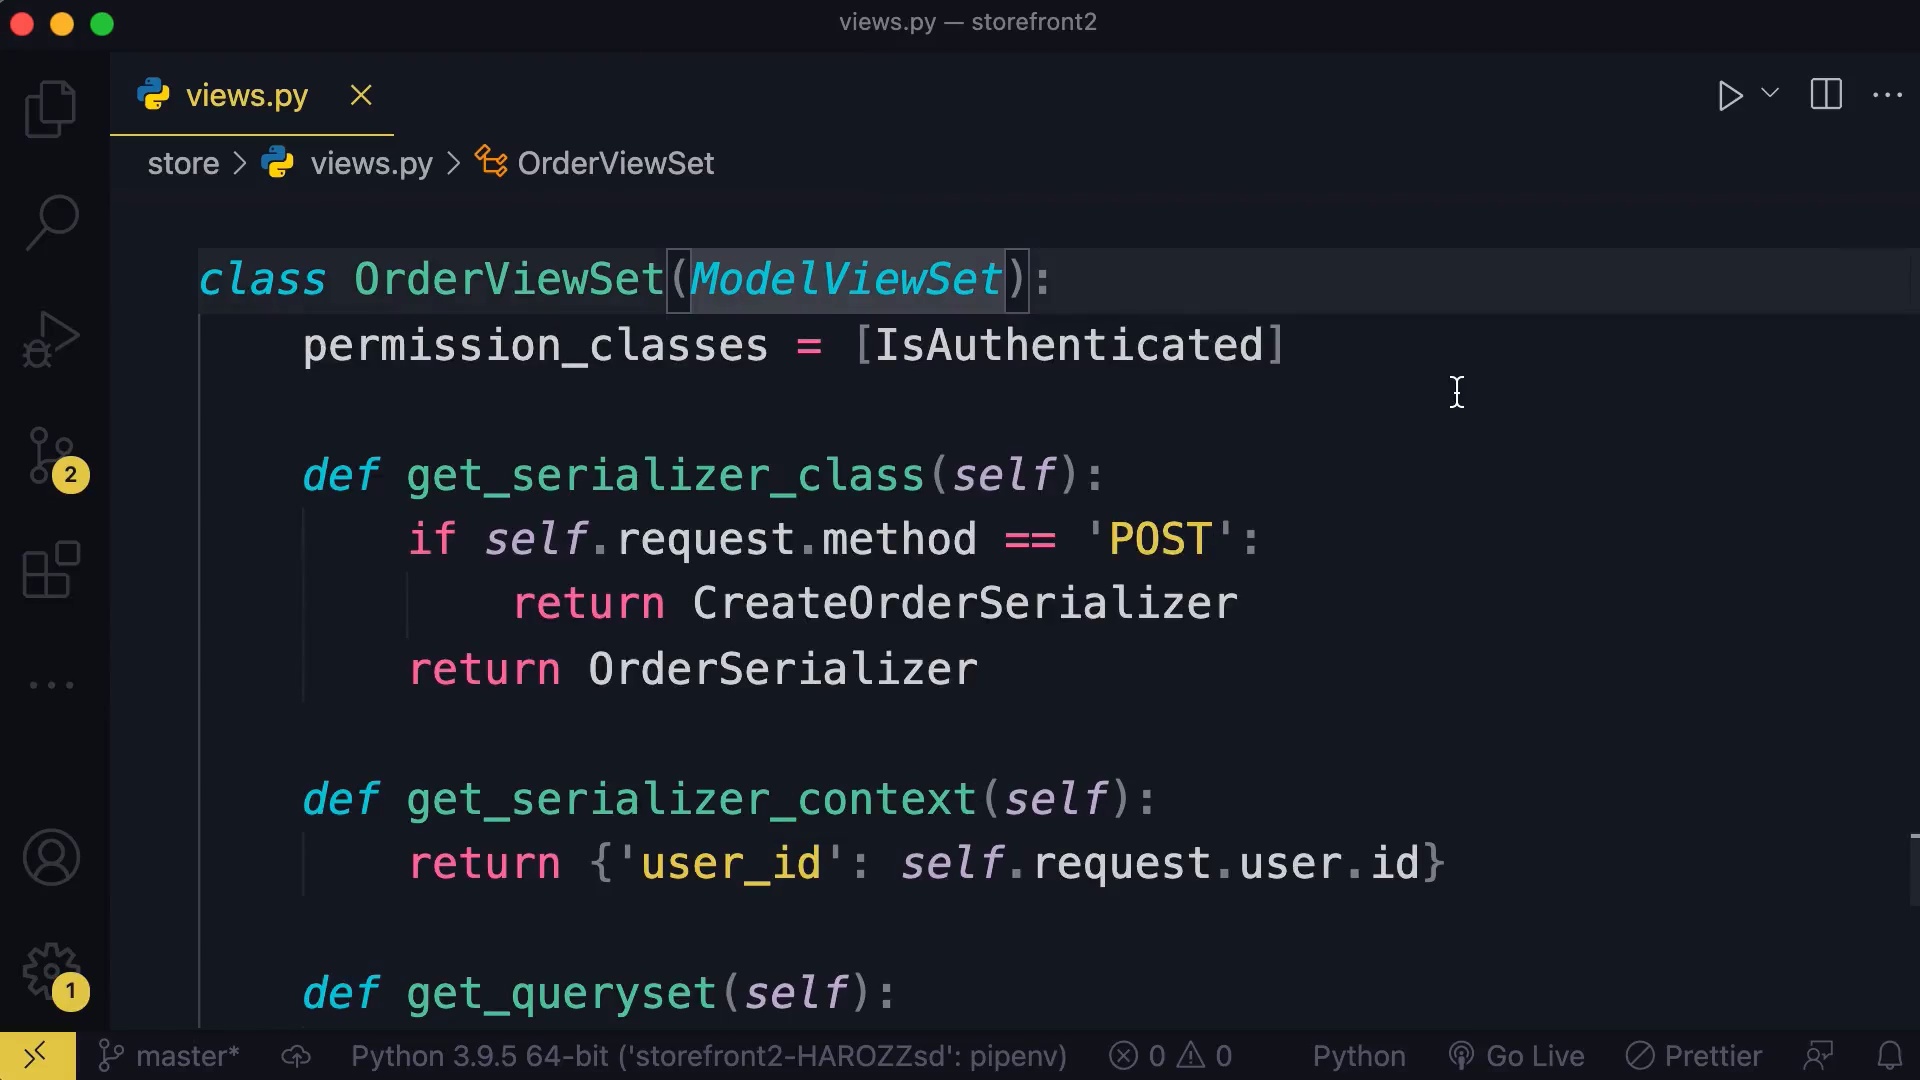 views.py — storefront2
views.py
store > views.py > OrderViewSet
class OrderViewSet(ModelViewSet):
    permission_classes = [IsAuthenticated]
    def get_serializer_class(self):
        if self.request.method == 'POST':
            return CreateOrderSerializer
        return OrderSerializer
    def get_serializer_context(self):
        return {'user_id': self.request.user.id}
    def get_queryset(self):
2
1
master* Python 3.9.5 64-bit ('storefront2-HAROZZsd': pipenv) 0 0 Python Go Live Prettier